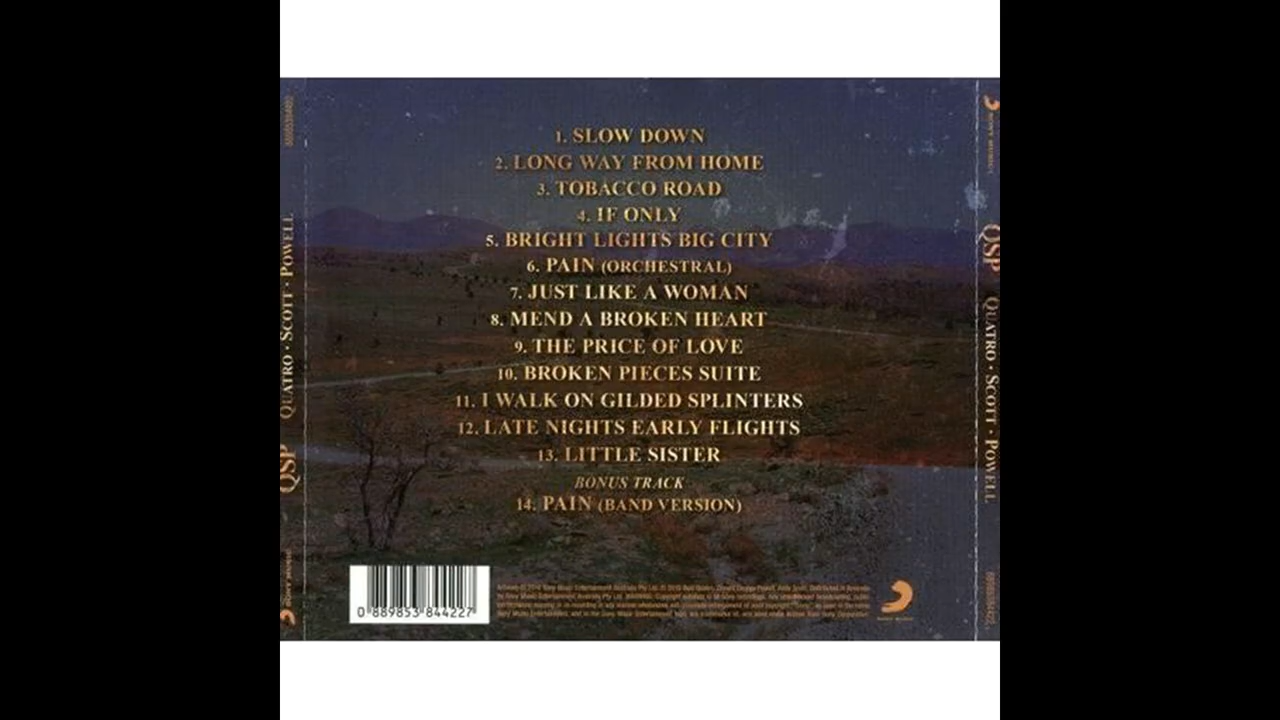 1. SLOW DOWN
2. LONG WAY FROM HOME
3. TOBACCO ROAD
4. IF ONLY
5. BRIGHT LIGHTS BIG CITY
6. PAIN (ORCHESTRAL)
7. JUST LIKE A WOMAN
8. MEND A BROKEN HEART
9. THE PRICE OF LOVE
10. BROKEN PIECES SUITE
11. I WALK ON GILDED SPLINTERS
12. LATE NIGHTS EARLY FLIGHTS
13. LITTLE SISTER
BONUS TRACK
14. PAIN (BAND VERSION)
QSP QUATRO · SCOTT · POWELL
QSP QUATRO · SCOTT · POWELL
0 889853 844227